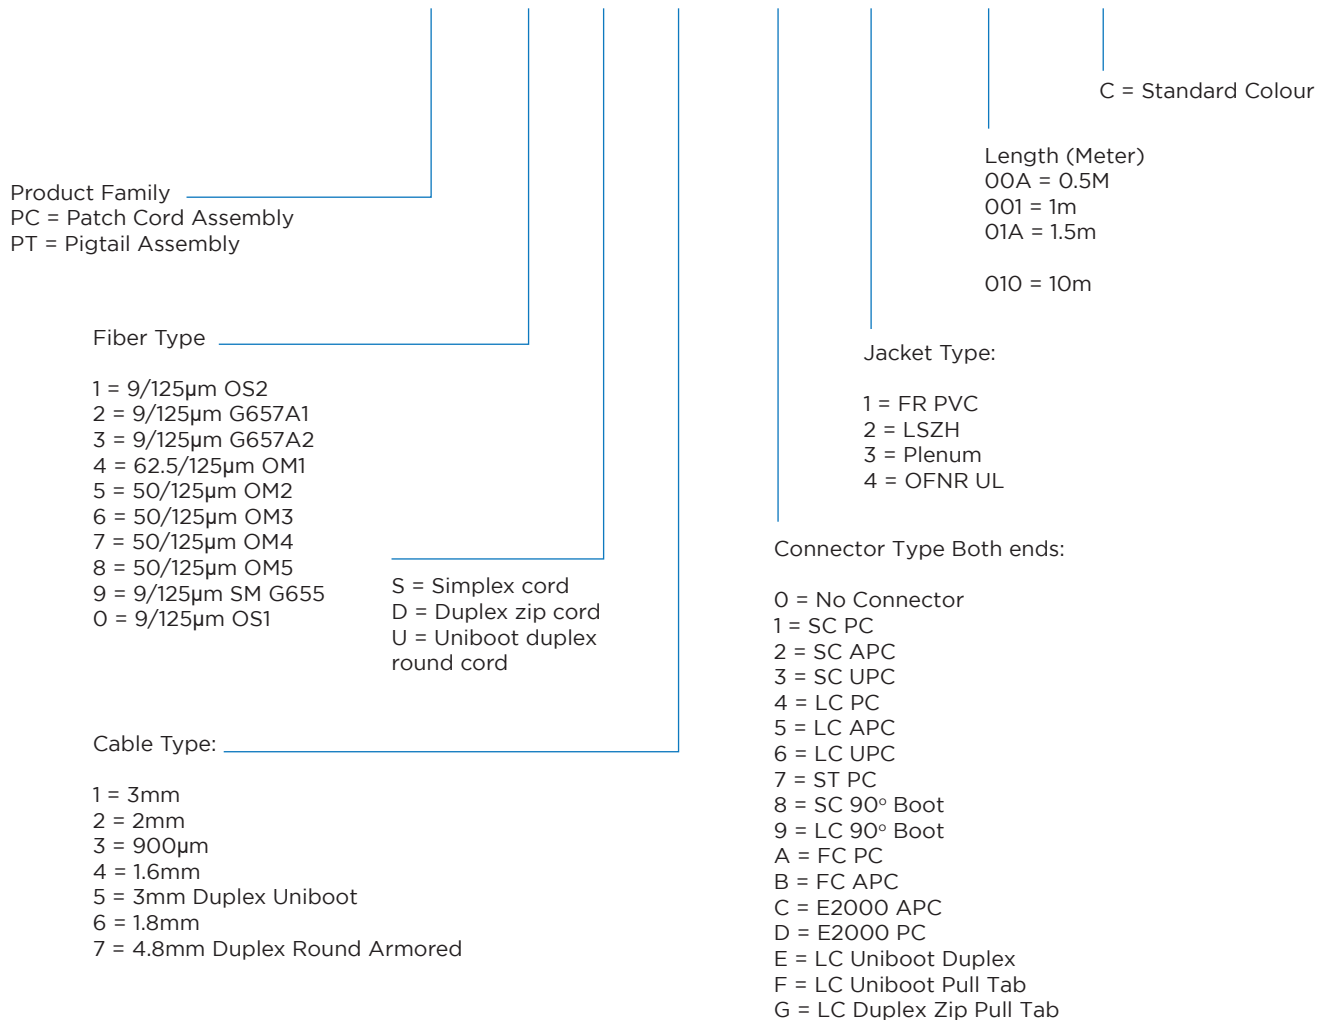 C = Standard Colour
Length (Meter)
00A = 0.5M
001 = 1m
01A = 1.5m
010 = 10m
Product Family
PC = Patch Cord Assembly
PT = Pigtail Assembly
Fiber Type
1 = 9/125µm OS2
2 = 9/125µm G657A1
3 = 9/125µm G657A2
4 = 62.5/125µm OM1
5 = 50/125µm OM2
6 = 50/125µm OM3
7 = 50/125µm OM4
8 = 50/125µm OM5
9 = 9/125µm SM G655
0 = 9/125µm OS1
S = Simplex cord
D = Duplex zip cord
U = Uniboot duplex
round cord
Jacket Type:
1 = FR PVC
2 = LSZH
3 = Plenum
4 = OFNR UL
Cable Type:
1 = 3mm
2 = 2mm
3 = 900µm
4 = 1.6mm
5 = 3mm Duplex Uniboot
6 = 1.8mm
7 = 4.8mm Duplex Round Armored
Connector Type Both ends:
0 = No Connector
1 = SC PC
2 = SC APC
3 = SC UPC
4 = LC PC
5 = LC APC
6 = LC UPC
7 = ST PC
8 = SC 90° Boot
9 = LC 90° Boot
A = FC PC
B = FC APC
C = E2000 APC
D = E2000 PC
E = LC Uniboot Duplex
F = LC Uniboot Pull Tab
G = LC Duplex Zip Pull Tab